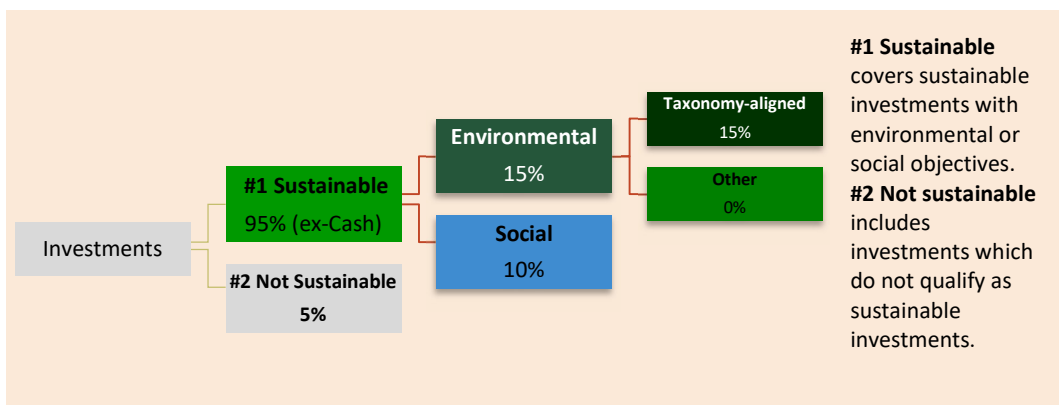 Investments
#1 Sustainable
95% (ex-Cash)
#2 Not Sustainable
5%
Environmental
15%
Social
10%
Taxonomy-aligned
15%
Other
0%
#1 Sustainable
covers sustainable
investments with
environmental or
social objectives.
#2 Not sustainable
includes
investments which
do not qualify as
sustainable
investments.